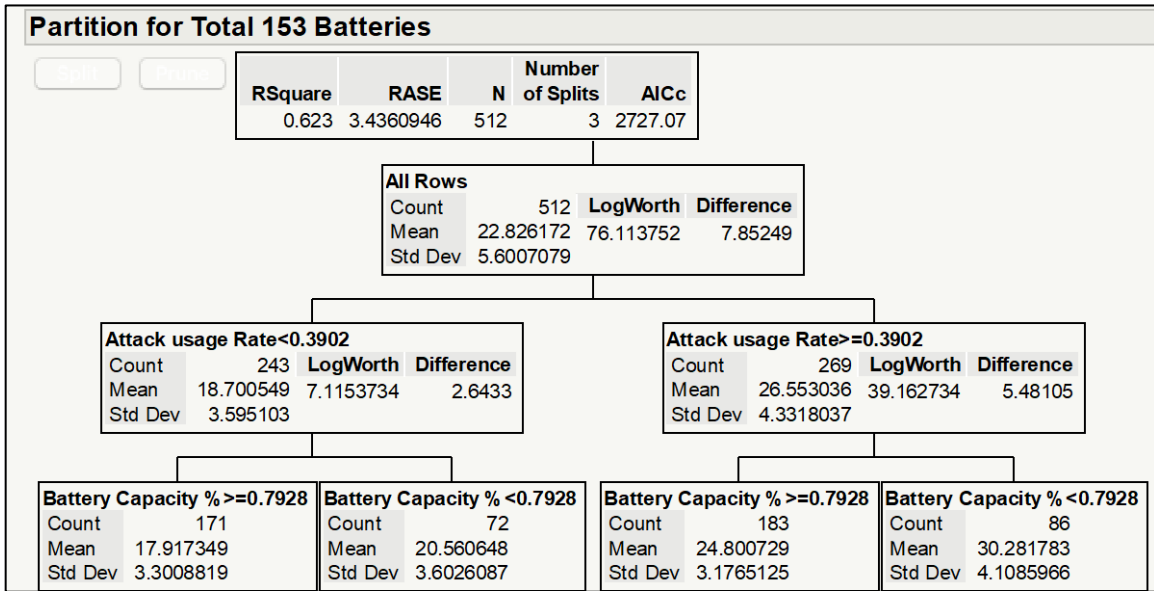 Partition for Total 153 Batteries
Split Prune
Number
RSquare RASE N of Splits AICc
0.623 3.4360946 512 3 2727.07
All Rows
Count 512 LogWorth Difference
Mean 22.826172 76.113752 7.85249
Std Dev 5.6007079
Attack usage Rate<0.3902
Count 243 LogWorth Difference
Mean 18.700549 7.1153734 2.6433
Std Dev 3.595103
Attack usage Rate>=0.3902
Count 269 LogWorth Difference
Mean 26.553036 39.162734 5.48105
Std Dev 4.3318037
Battery Capacity %>=0.7928
Count 171
Mean 17.917349
Std Dev 3.3008819
Battery Capacity %<0.7928
Count 72
Mean 20.560648
Std Dev 3.6026087
Battery Capacity %>=0.7928
Count 183
Mean 24.800729
Std Dev 3.1765125
Battery Capacity %<0.7928
Count 86
Mean 30.281783
Std Dev 4.1085966